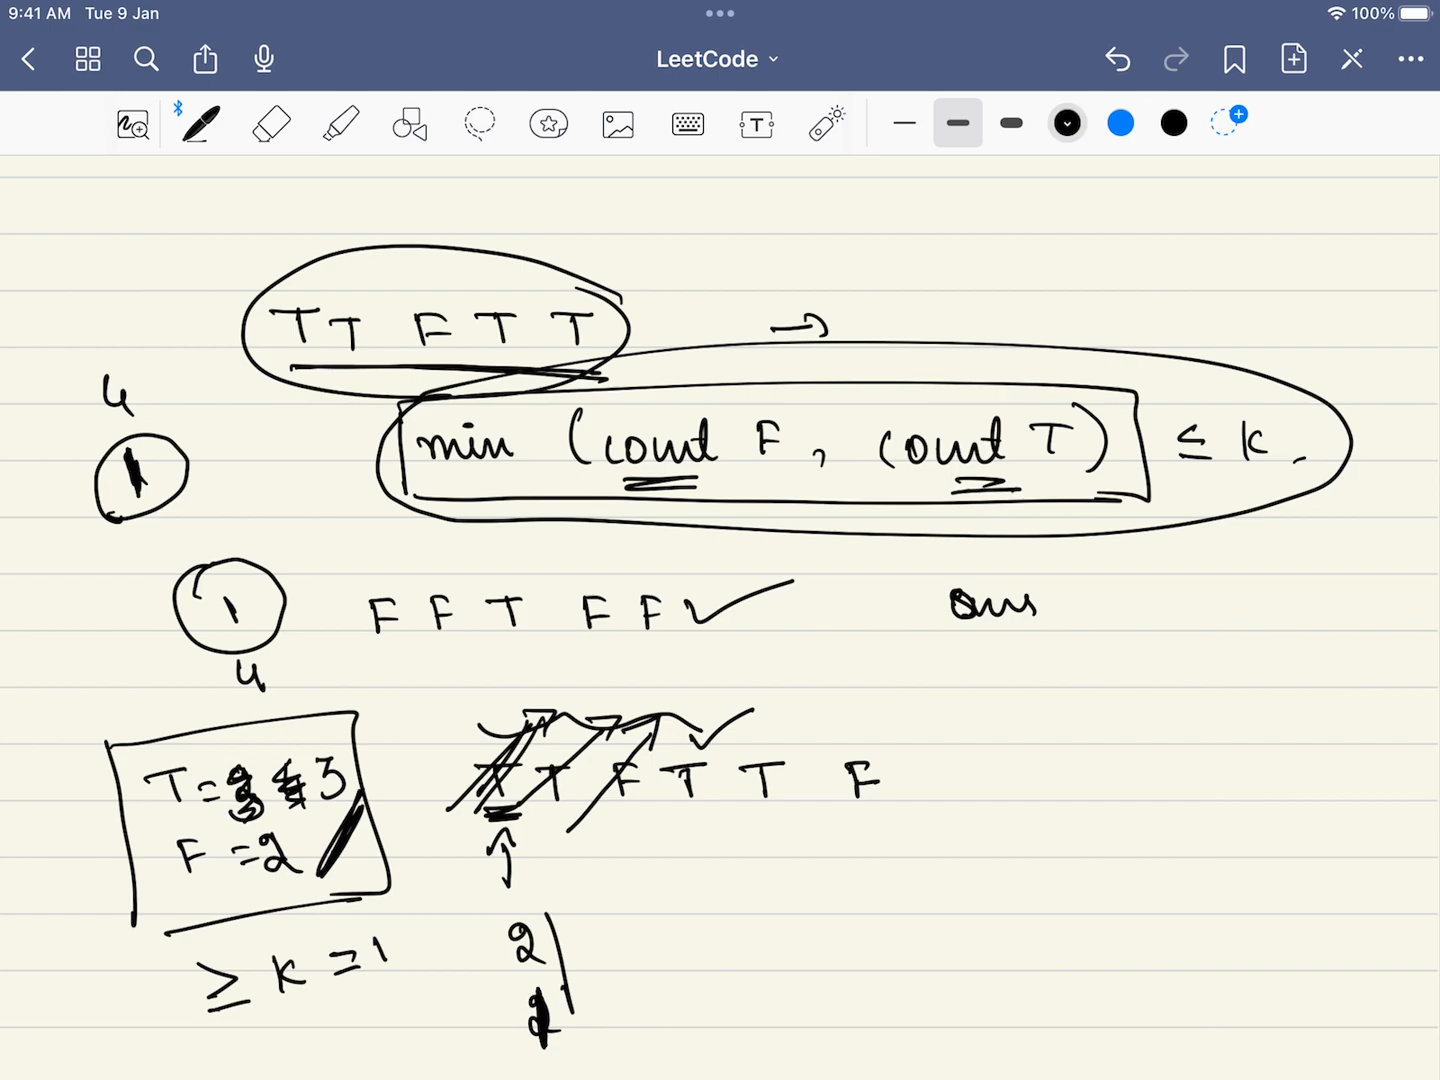 9:41 AM Tue 9 Jan
100%
LeetCode
T
T T F T T
4
min (count F, count T) ≤ k.
1
1 F F T F F ans
4
T = 3
T T F T T F
F = 2
2
≥ k = 1